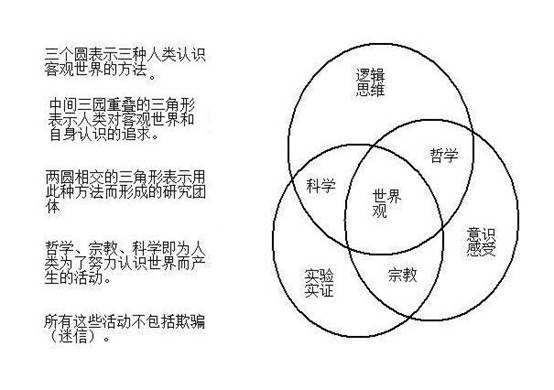 三个圆表示三种人类认识
客观世界的方法。
中间三园重叠的三角形
表示人类对客观世界和
自身认识的追求。
两圆相交的三角形表示用
此种方法而形成的研究团
体
哲学、宗教、科学即为人
类为了努力认识世界而产
生的活动。
所有这些活动不包括欺骗
（迷信）。
逻辑
思维
哲学
科学
世界
观
意识
感受
实验
实证
宗教